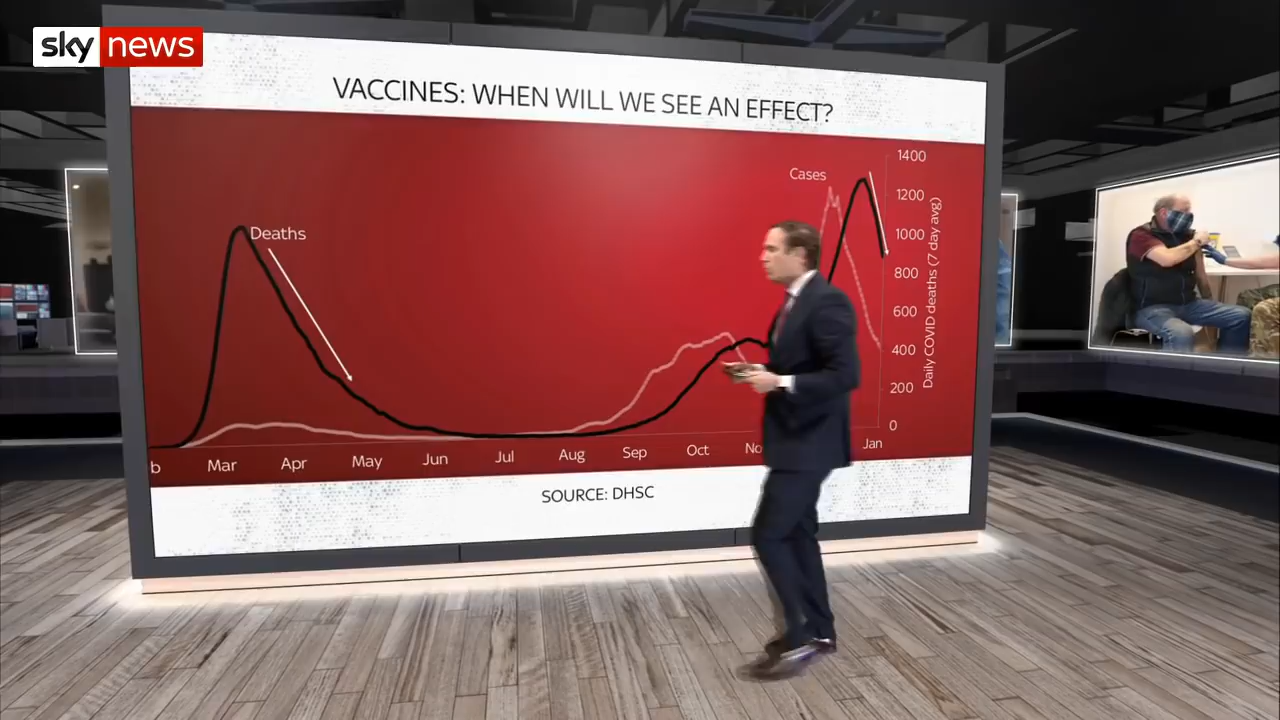 sky news
VACCINES: WHEN WILL WE SEE AN EFFECT?
Cases
Deaths
1400
1200
1000
800
600
400
200
0
Daily COVID deaths (7 day avg)
b Mar Apr May Jun Jul Aug Sep Oct No Jan
SOURCE: DHSC